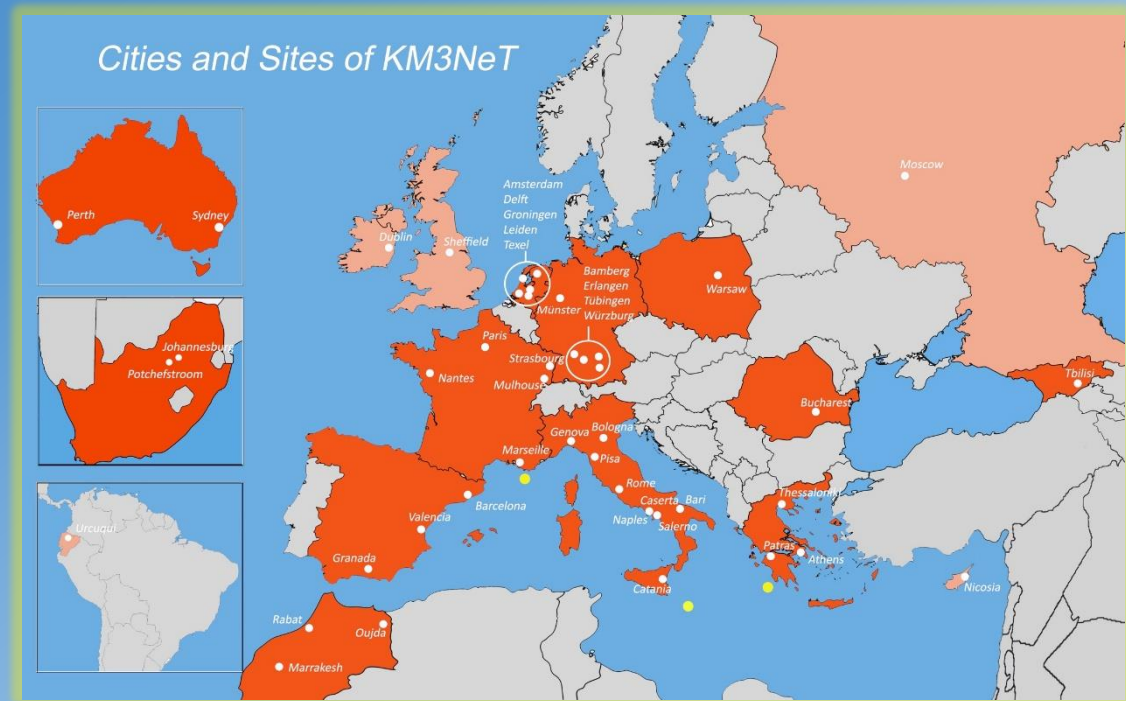 Cities and Sites of KM3NeT
Perth
Sydney
Johannesburg
Potchefstroom
Urcuqui
Moscow
Dublin
Sheffield
Amsterdam
Delft
Groningen
Leiden
Texel
Bamberg
Erlangen
Tübingen
Würzburg
Münster
Warsaw
Paris
Strasbourg
Nantes
Mulhouse
Tbilisi
Bucharest
Genova
Bologna
Marseille
Pisa
Rome
Barcelona
Caserta
Bari
Thessaloniki
Naples
Salerno
Valencia
Patras
Athens
Granada
Catania
Nicosia
Rabat
Oujda
Marrakesh